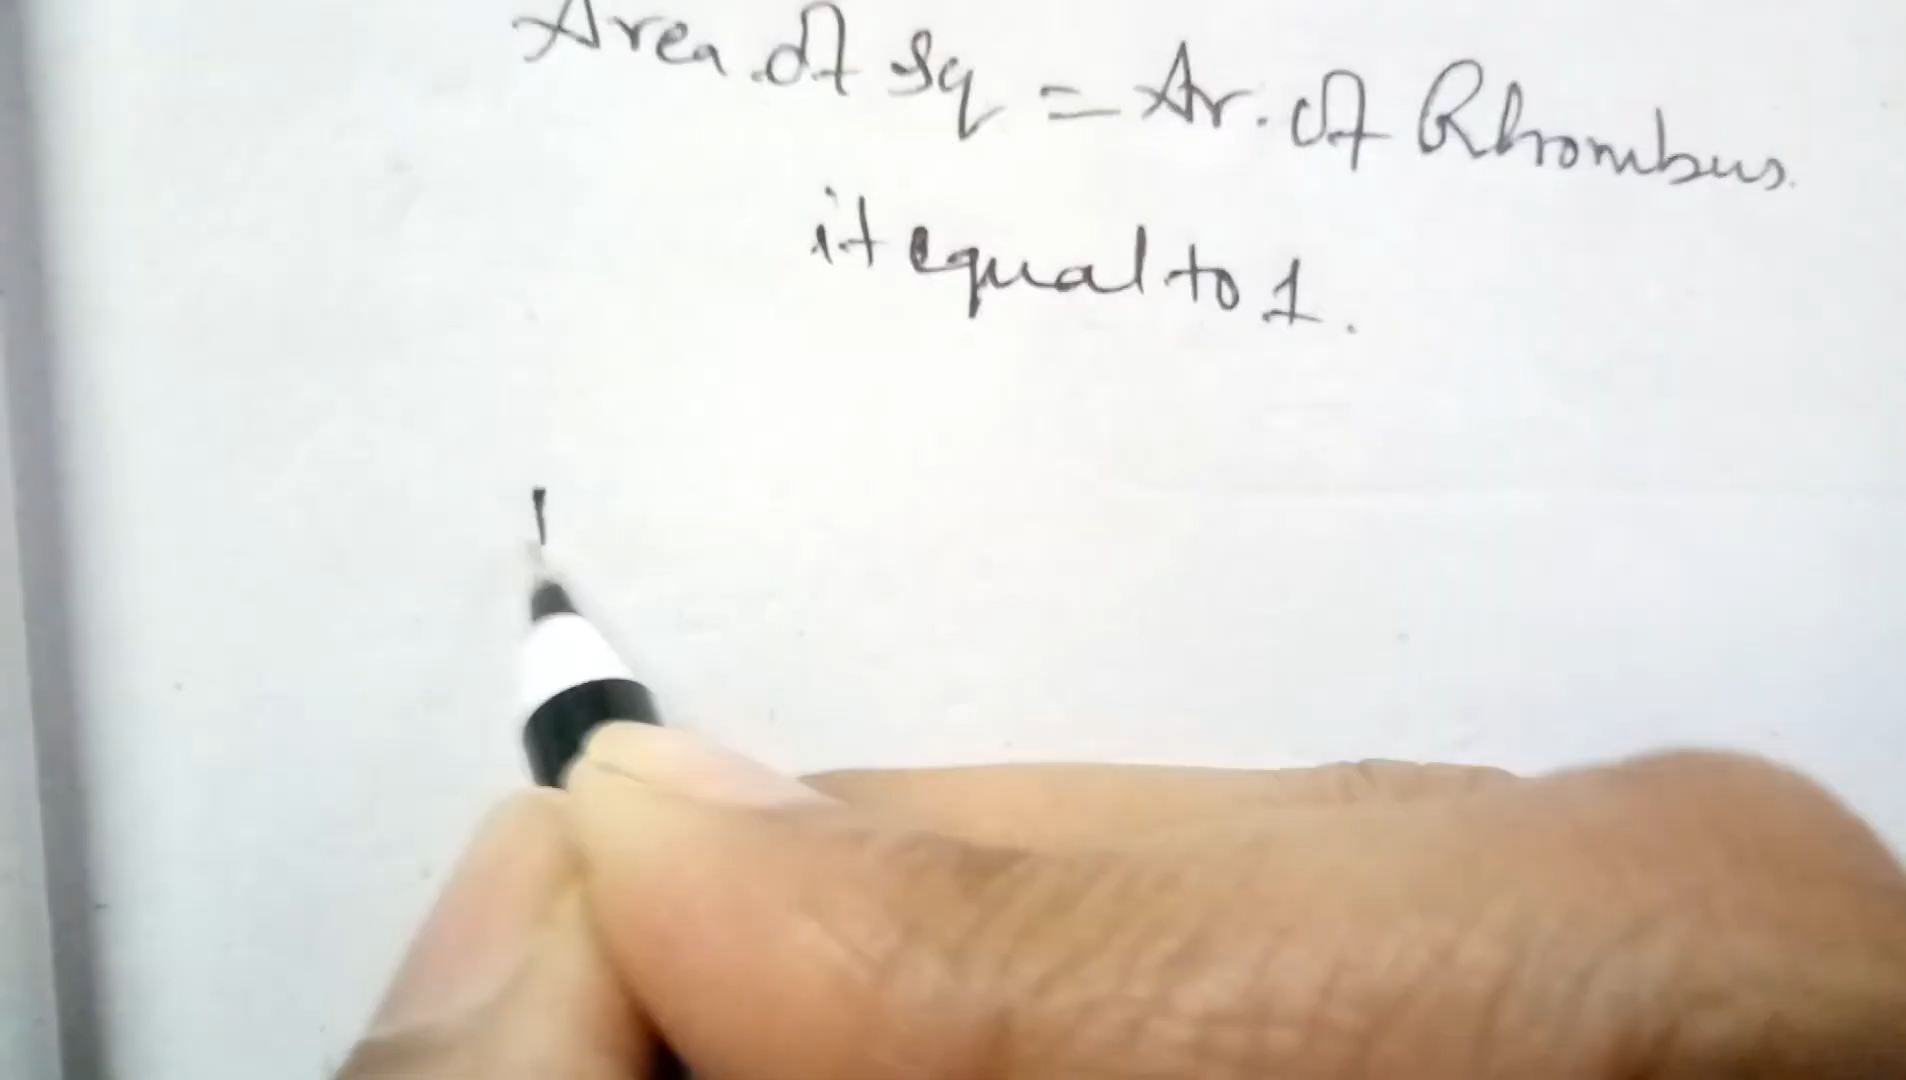 Area of Sq = Ar. of Rhombus.
it equal to 1.